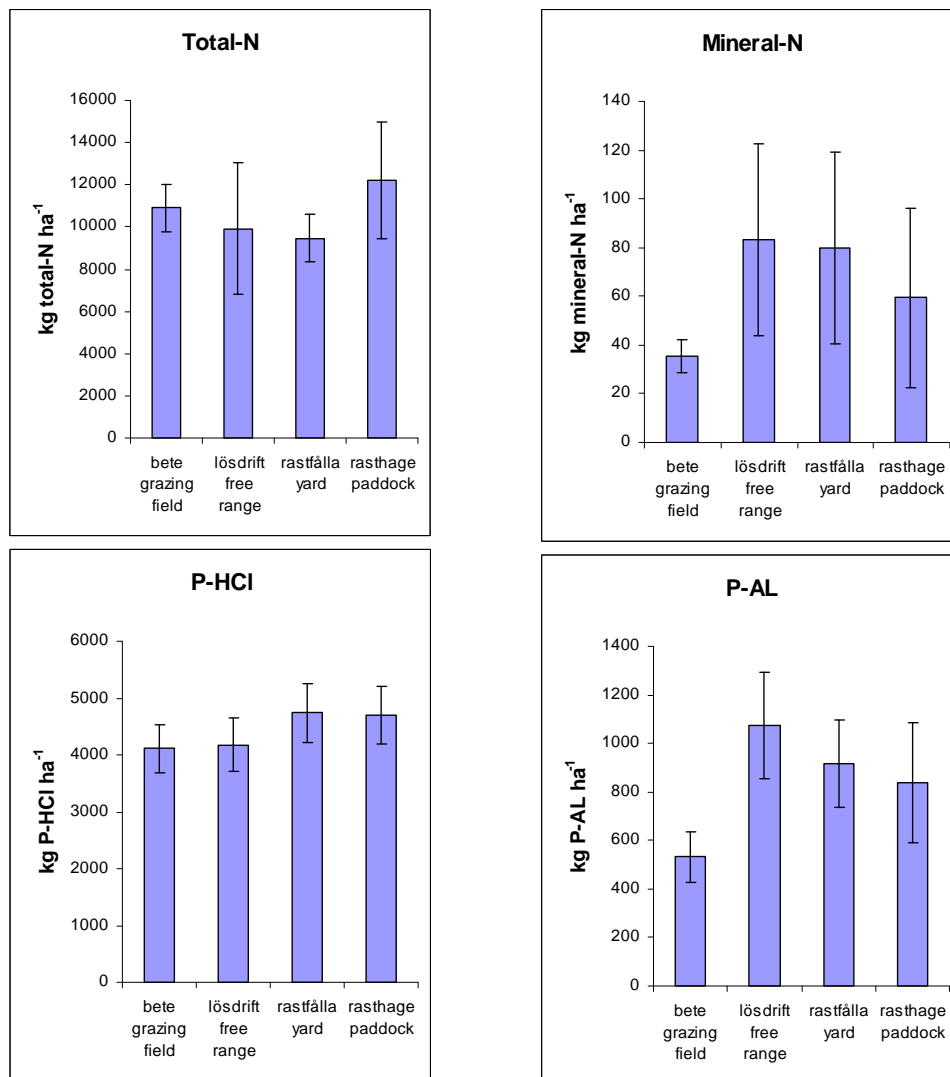 Total-N
kg total-N ha-1
16000
14000
12000
10000
8000
6000
4000
2000
0
bete lösdrift rastfålla rasthage
grazing free yard paddock
field range
Mineral-N
kg mineral-N ha-1
140
120
100
80
60
40
20
0
bete lösdrift rastfålla rasthage
grazing free yard paddock
field range
P-HCl
kg P-HCl ha-1
6000
5000
4000
3000
2000
1000
0
bete lösdrift rastfålla rasthage
grazing free yard paddock
field range
P-AL
kg P-AL ha-1
1400
1200
1000
800
600
400
200
0
bete lösdrift rastfålla rasthage
grazing free yard paddock
field range